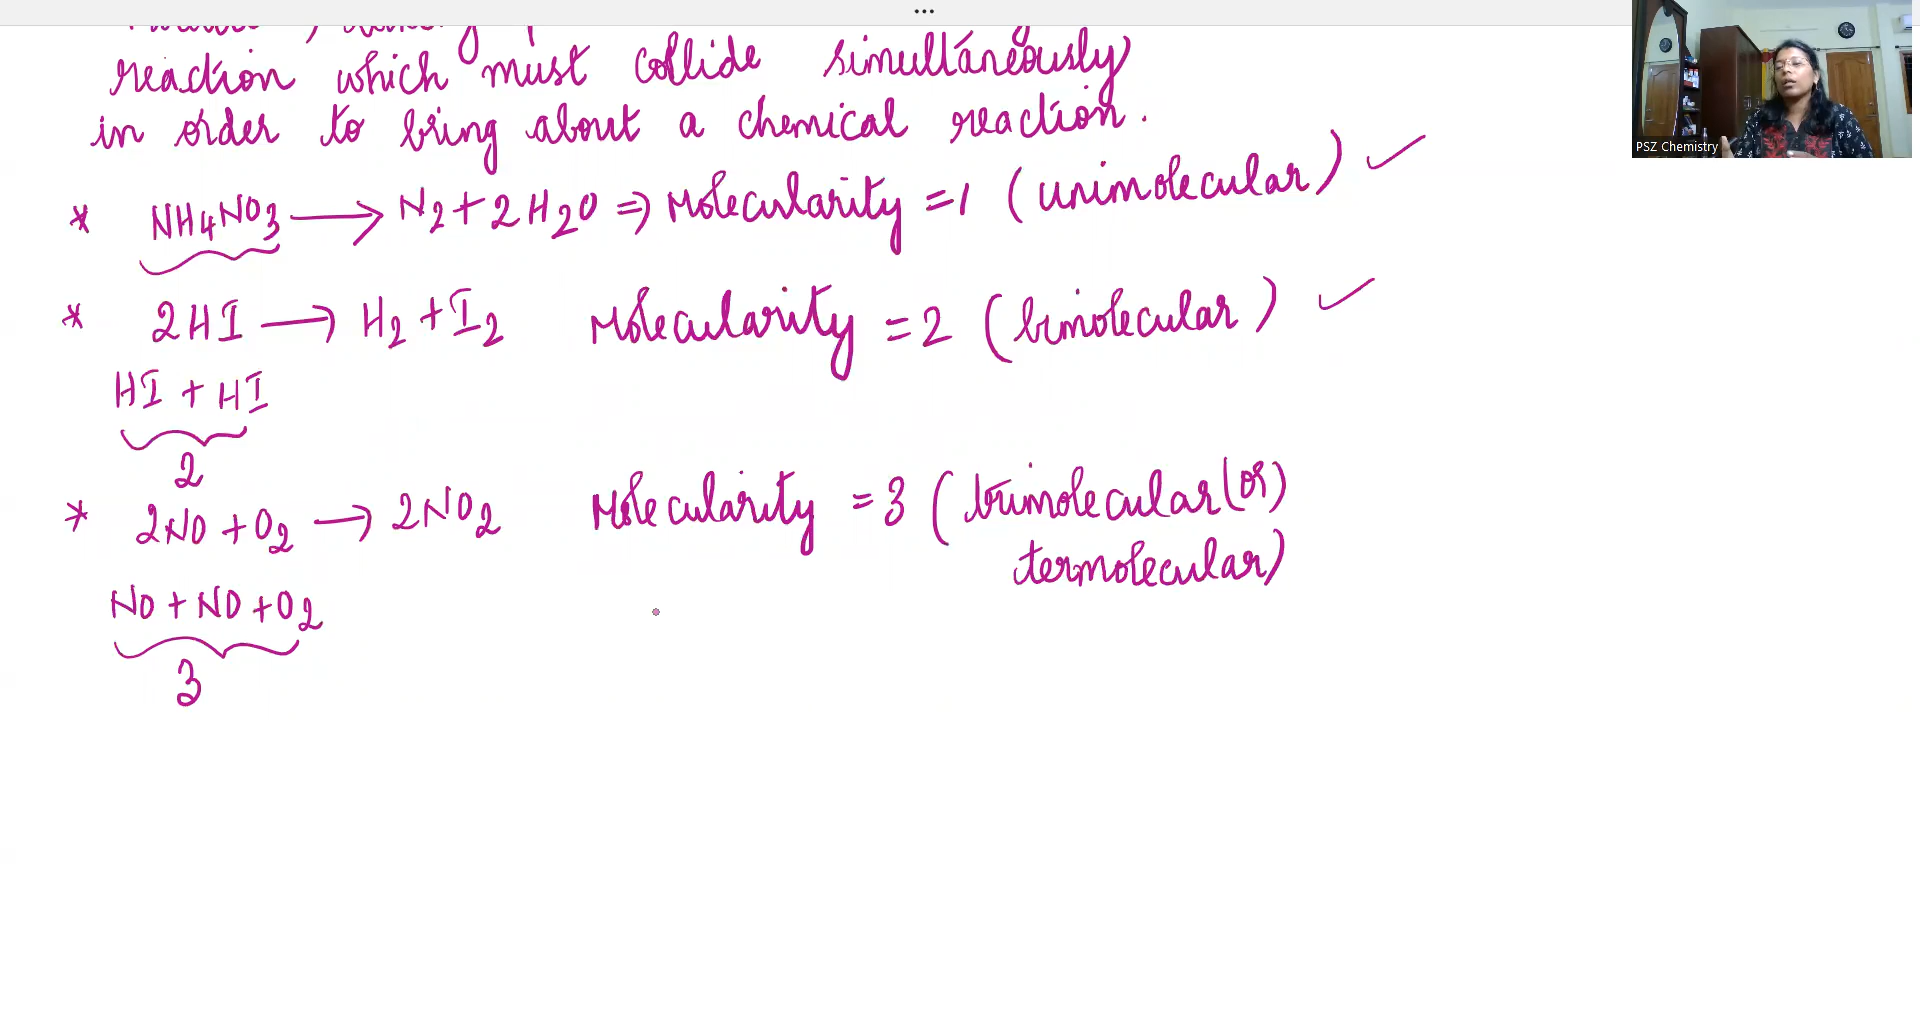 ...
reaction which must collide simultaneously
in order to bring about a chemical reaction.
PSZ Chemistry
* NH4NO3 → N2 + 2H2O ⇒ Molecularity = 1 (unimolecular) ✓
* 2HI → H2 + I2 Molecularity = 2 (bimolecular) ✓
HI + HI
2
* 2NO + O2 → 2NO2 Molecularity = 3 (trimolecular (or)
termolecular)
NO + NO + O2
3